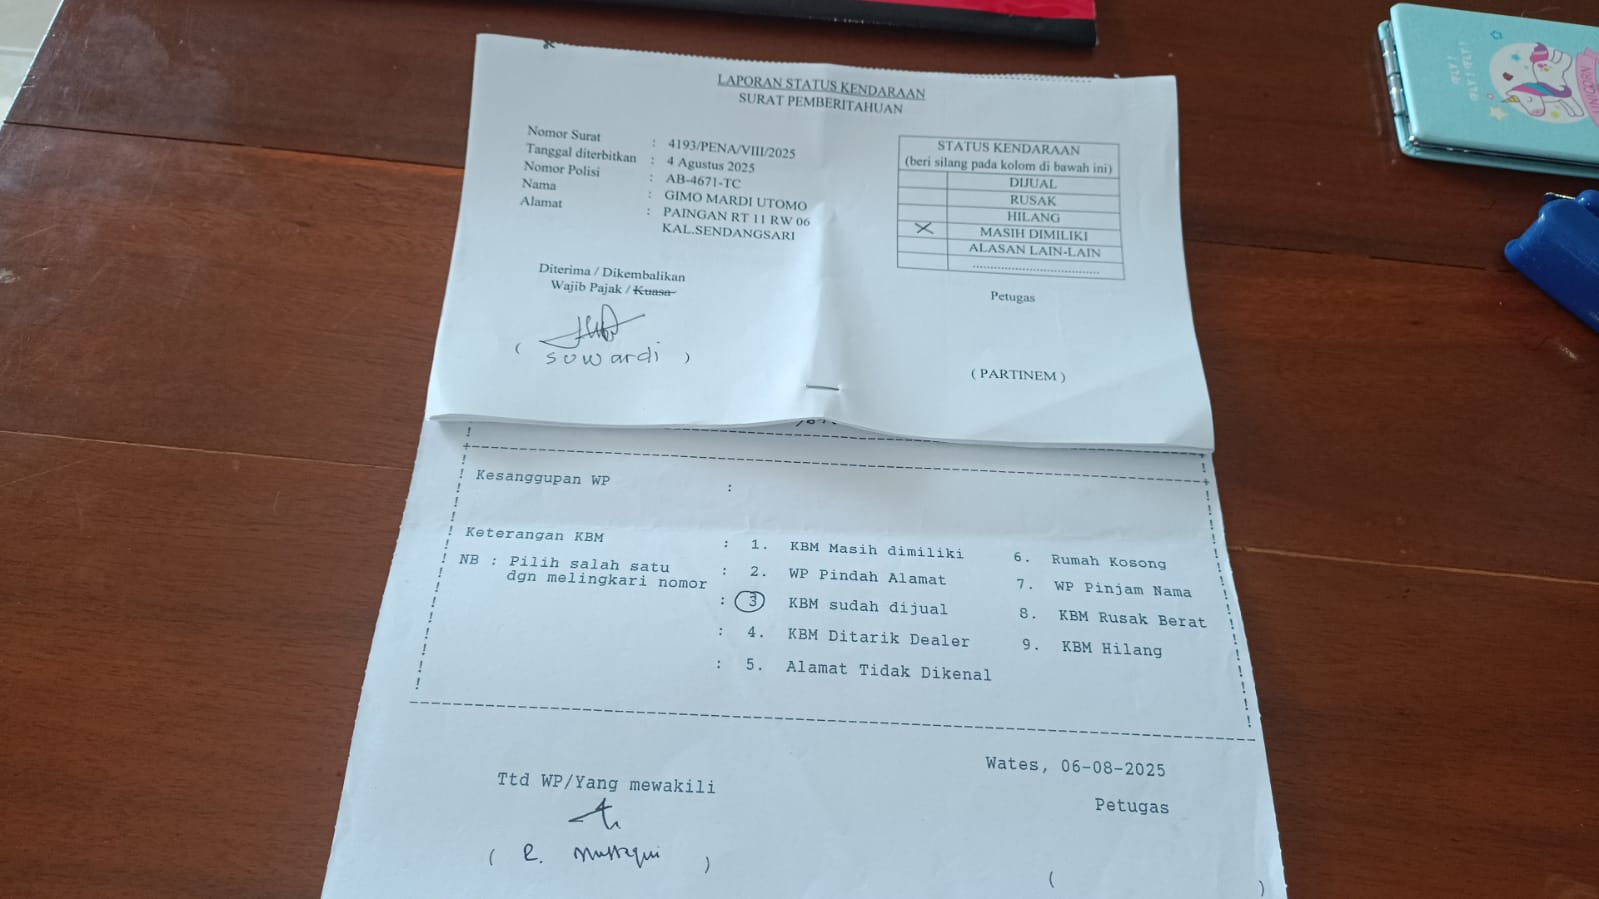 LAPORAN STATUS KENDARAAN
SURAT PEMBERITAHUAN
Nomor Surat : 4193/PENA/VIII/2025
Tanggal diterbitkan : 4 Agustus 2025
Nomor Polisi : AB-4671-TC
Nama : GIMO MARDI UTOMO
Alamat : PAINGAN RT 11 RW 06
KAL.SENDANGSARI
STATUS KENDARAAN
(beri silang pada kolom di bawah ini)
DIJUAL
RUSAK
HILANG
X MASIH DIMILIKI
ALASAN LAIN-LAIN
......................................
Diterima / Dikembalikan
Wajib Pajak / Kuasa
Petugas
( suwardi )
( PARTINEM )
Kesanggupan WP :
Keterangan KBM : 1. KBM Masih dimiliki 6. Rumah Kosong
NB : Pilih salah satu : 2. WP Pindah Alamat 7. WP Pinjam Nama
dgn melingkari nomor : 3 KBM sudah dijual 8. KBM Rusak Berat
: 4. KBM Ditarik Dealer 9. KBM Hilang
: 5. Alamat Tidak Dikenal
Wates, 06-08-2025
Ttd WP/Yang mewakili
Petugas
( R. )
( )
UNICORN